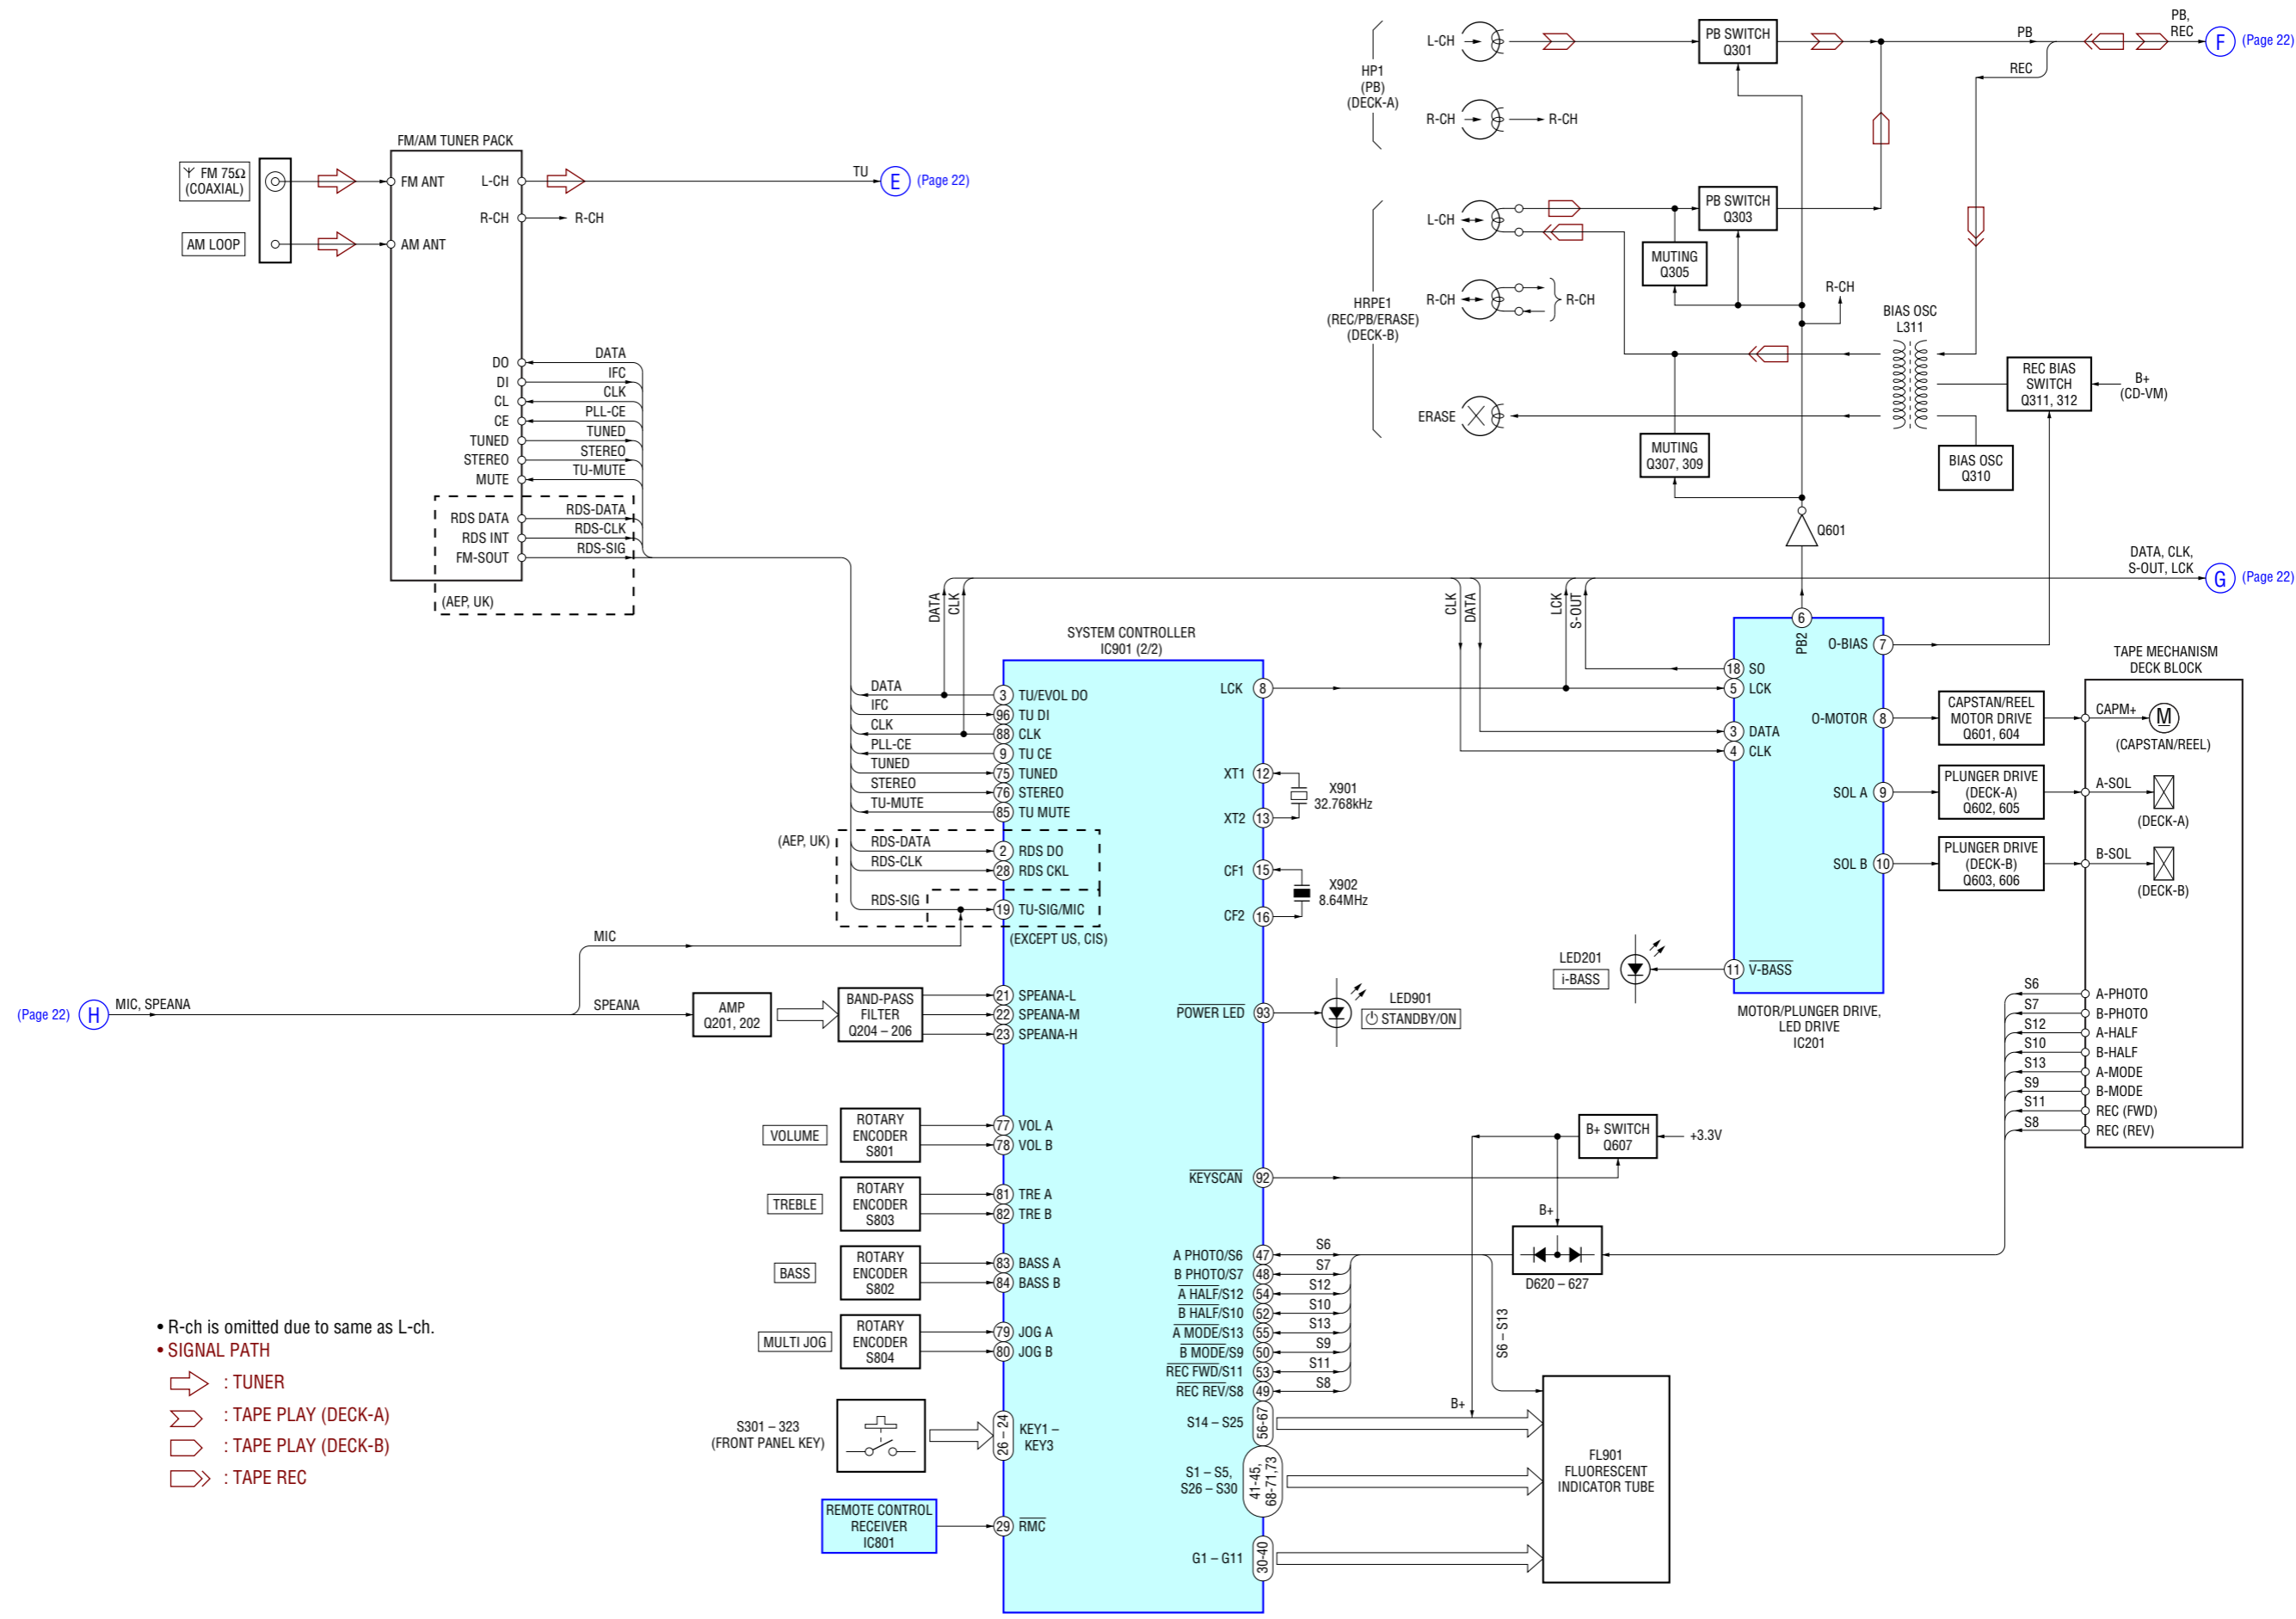 FM/AM TUNER PACK
FM 75Ω
(COAXIAL)
AM LOOP
FM ANT
AM ANT
L-CH
R-CH
R-CH
TU
E
(Page 22)
DO
DI
CL
CE
TUNED
STEREO
MUTE
RDS DATA
RDS INT
FM-SOUT
DATA
IFC
CLK
PLL-CE
TUNED
STEREO
TU-MUTE
RDS-DATA
RDS-CLK
RDS-SIG
(AEP, UK)
HP1
(PB)
(DECK-A)
L-CH
R-CH
R-CH
PB SWITCH
Q301
PB
REC
PB,
REC
F
(Page 22)
HRPE1
(REC/PB/ERASE)
(DECK-B)
L-CH
R-CH
R-CH
ERASE
PB SWITCH
Q303
MUTING
Q305
R-CH
BIAS OSC
L311
REC BIAS
SWITCH
Q311, 312
B+
(CD-VM)
MUTING
Q307, 309
BIAS OSC
Q310
Q601
DATA, CLK,
S-OUT, LCK
G
(Page 22)
DATA
CLK
CLK
DATA
LCK
S-OUT
SYSTEM CONTROLLER
IC901 (2/2)
DATA
IFC
CLK
PLL-CE
TUNED
STEREO
TU-MUTE
(AEP, UK)
RDS-DATA
RDS-CLK
RDS-SIG
(EXCEPT US, CIS)
3 TU/EVOL DO
96 TU DI
88 CLK
9 TU CE
75 TUNED
76 STEREO
85 TU MUTE
2 RDS DO
28 RDS CKL
19 TU-SIG/MIC
MIC
(Page 22)
H
MIC, SPEANA
SPEANA
AMP
Q201, 202
BAND-PASS
FILTER
Q204 – 206
21 SPEANA-L
22 SPEANA-M
23 SPEANA-H
VOLUME
ROTARY
ENCODER
S801
77 VOL A
78 VOL B
TREBLE
ROTARY
ENCODER
S803
81 TRE A
82 TRE B
BASS
ROTARY
ENCODER
S802
83 BASS A
84 BASS B
MULTI JOG
ROTARY
ENCODER
S804
79 JOG A
80 JOG B
S301 – 323
(FRONT PANEL KEY)
26 – 24
KEY1 –
KEY3
REMOTE CONTROL
RECEIVER
IC801
29 RMC
LCK 8
XT1 12
XT2 13
X901
32.768kHz
CF1 15
CF2 16
X902
8.64MHz
POWER LED 93
LED901
STANDBY/ON
KEYSCAN 92
A PHOTO/S6 47 S6
B PHOTO/S7 48 S7
A HALF/S12 54 S12
B HALF/S10 52 S10
A MODE/S13 55 S13
B MODE/S9 50 S9
REC FWD/S11 53 S11
REC REV/S8 49 S8
S14 – S25 56-67
S1 – S5,
S26 – S30
41-45,
68-71,73
G1 – G11 30-40
B+ SWITCH
Q607
+3.3V
B+
D620 – 627
S6 – S13
B+
FL901
FLUORESCENT
INDICATOR TUBE
6
PB2
O-BIAS 7
18 SO
5 LCK
3 DATA
4 CLK
O-MOTOR 8
SOL A 9
SOL B 10
11 V-BASS
LED201
i-BASS
MOTOR/PLUNGER DRIVE,
LED DRIVE
IC201
CAPSTAN/REEL
MOTOR DRIVE
Q601, 604
PLUNGER DRIVE
(DECK-A)
Q602, 605
PLUNGER DRIVE
(DECK-B)
Q603, 606
TAPE MECHANISM
DECK BLOCK
CAPM+
M
(CAPSTAN/REEL)
A-SOL
(DECK-A)
B-SOL
(DECK-B)
S6 A-PHOTO
S7 B-PHOTO
S12 A-HALF
S10 B-HALF
S13 A-MODE
S9 B-MODE
S11 REC (FWD)
S8 REC (REV)
• R-ch is omitted due to same as L-ch.
• SIGNAL PATH
: TUNER
: TAPE PLAY (DECK-A)
: TAPE PLAY (DECK-B)
: TAPE REC